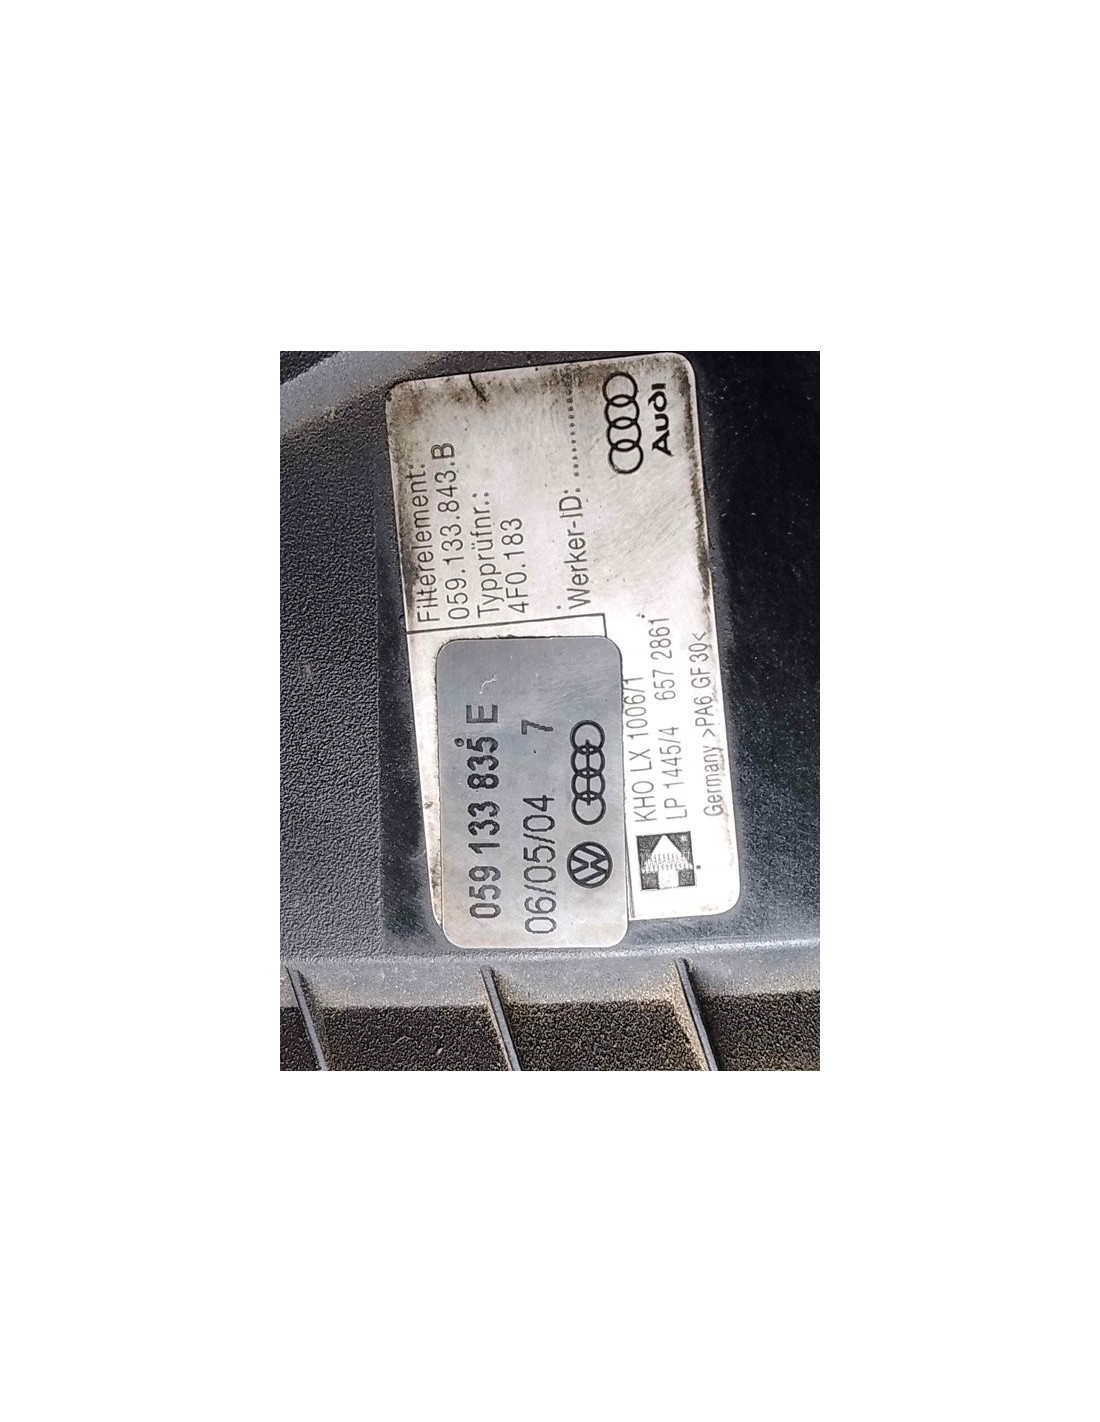 Filterelement:
059.133.843.B
Typprüfnr.:
4F0.183
Werker-ID: ..............
Audi
059 133 835 E
06/05/04 7
KHO LX 1006/1
LP 1445/4 657 2861
Germany >PA6 GF 30<